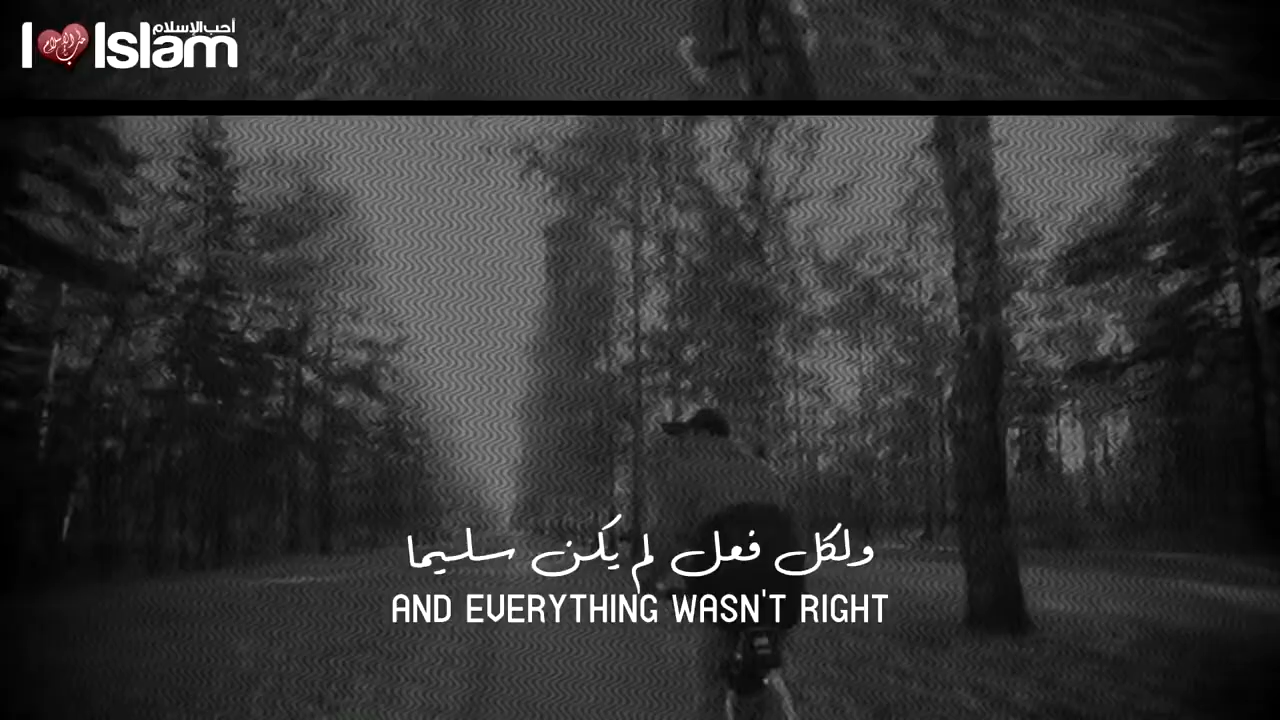 أحب الإسلام
I Islam
ولكل فعل لم يكن سليما
AND EVERYTHING WASN'T RIGHT